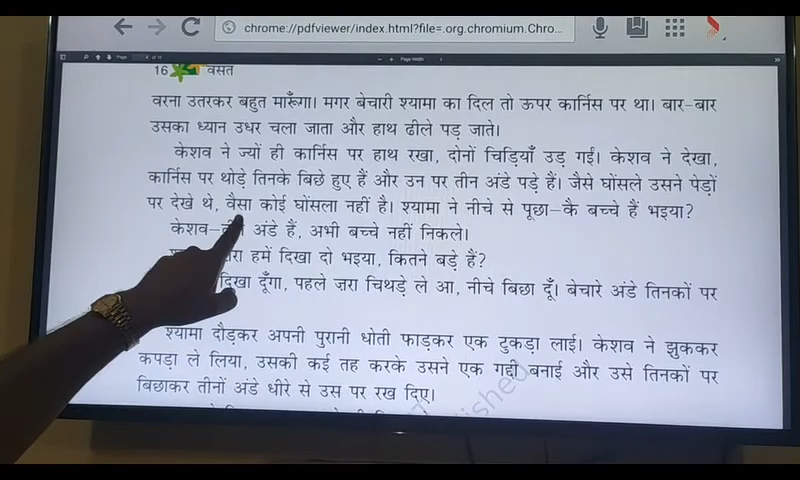 chrome://pdfviewer/index.html?file=.org.chromium.Chro...
Page Width
16 वसंत
वरना उतरकर बहुत मारूँगा। मगर बेचारी श्यामा का दिल तो ऊपर कार्निस पर था। बार-बार
उसका ध्यान उधर चला जाता और हाथ ढीले पड़ जाते।
केशव ने ज्यों ही कार्निस पर हाथ रखा, दोनों चिड़ियाँ उड़ गईं। केशव ने देखा,
कार्निस पर थोड़े तिनके बिछे हुए हैं और उन पर तीन अंडे पड़े हैं। जैसे घोंसले उसने पेड़ों
पर देखे थे, वैसा कोई घोंसला नहीं है। श्यामा ने नीचे से पूछा-कै बच्चे हैं भइया?
केशव- अंडे हैं, अभी बच्चे नहीं निकले।
हमें दिखा दो भइया, कितने बड़े हैं?
दिखा दूँगा, पहले ज़रा चिथड़े ले आ, नीचे बिछा दूँ। बेचारे अंडे तिनकों पर
श्यामा दौड़कर अपनी पुरानी धोती फाड़कर एक टुकड़ा लाई। केशव ने झुककर
कपड़ा ले लिया, उसकी कई तह करके उसने एक गद्दी बनाई और उसे तिनकों पर
बिछाकर तीनों अंडे धीरे से उस पर रख दिए।